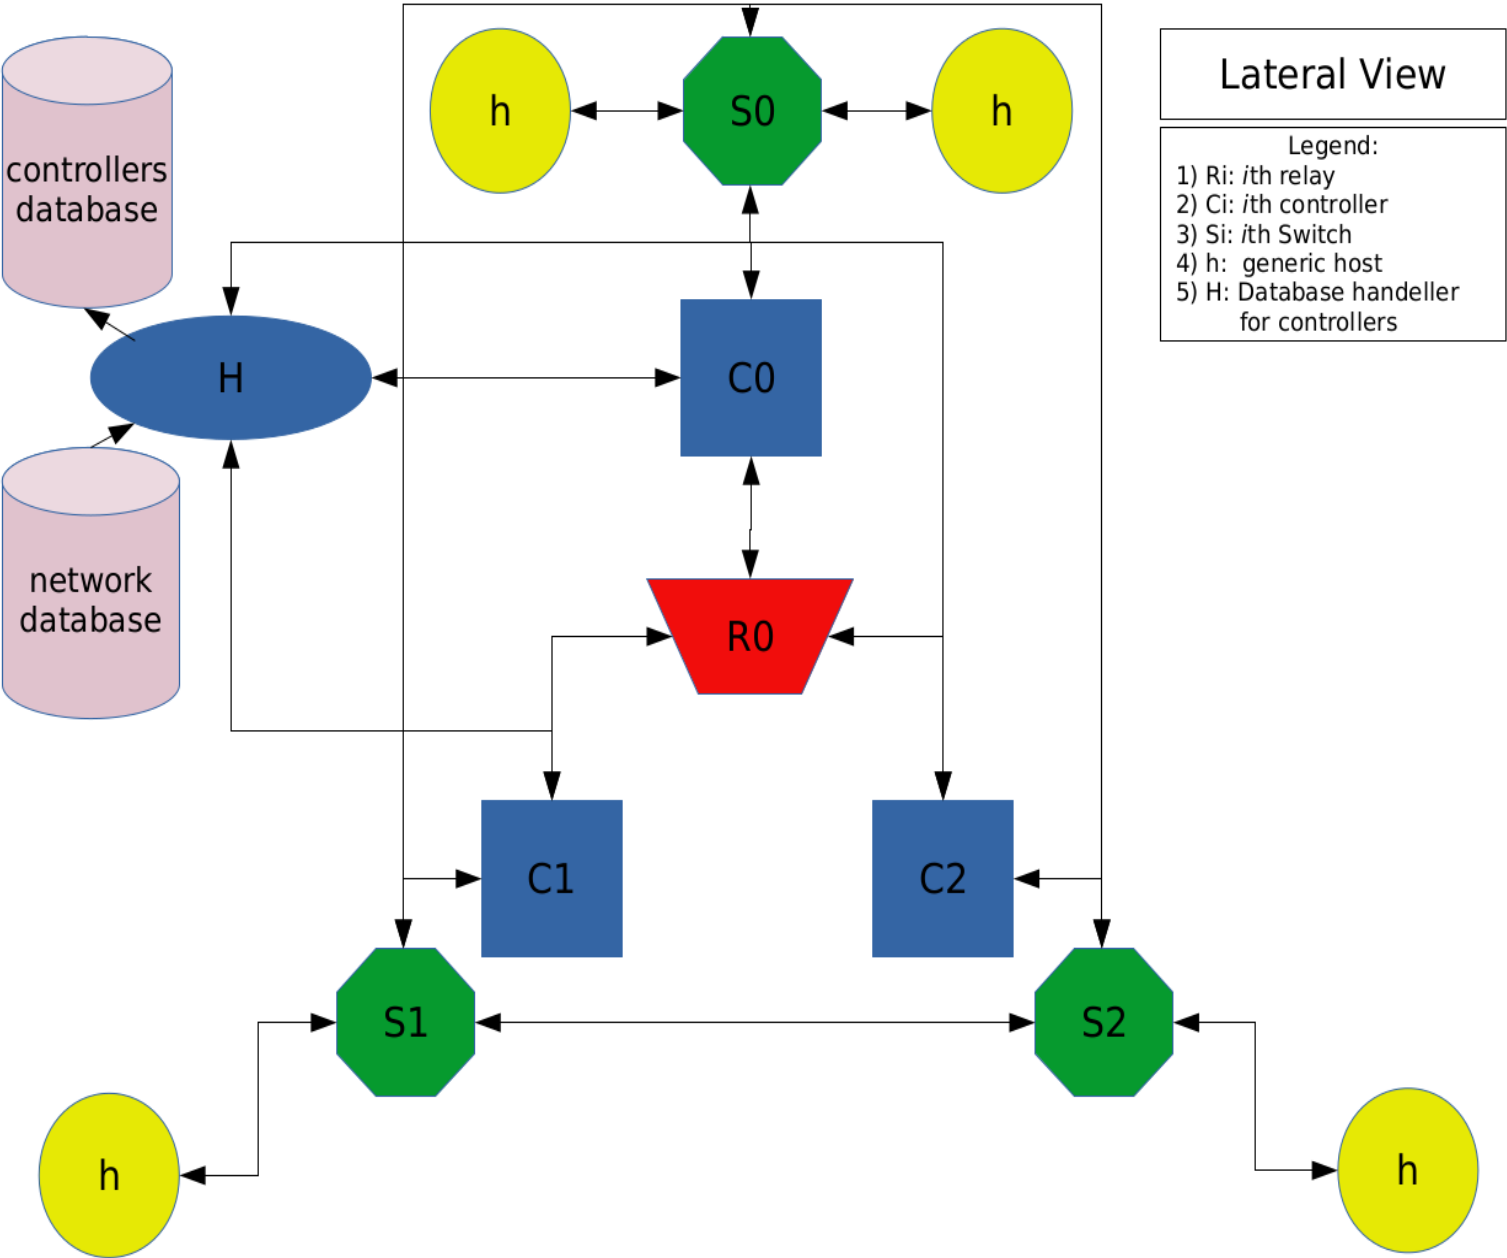 Lateral View
Legend:
1) Ri: ith relay
2) Ci: ith controller
3) Si: ith Switch
4) h: generic host
5) H: Database handeller
for controllers
controllers
database
h
S0
h
H
C0
network
database
R0
C1
C2
S1
S2
h
h